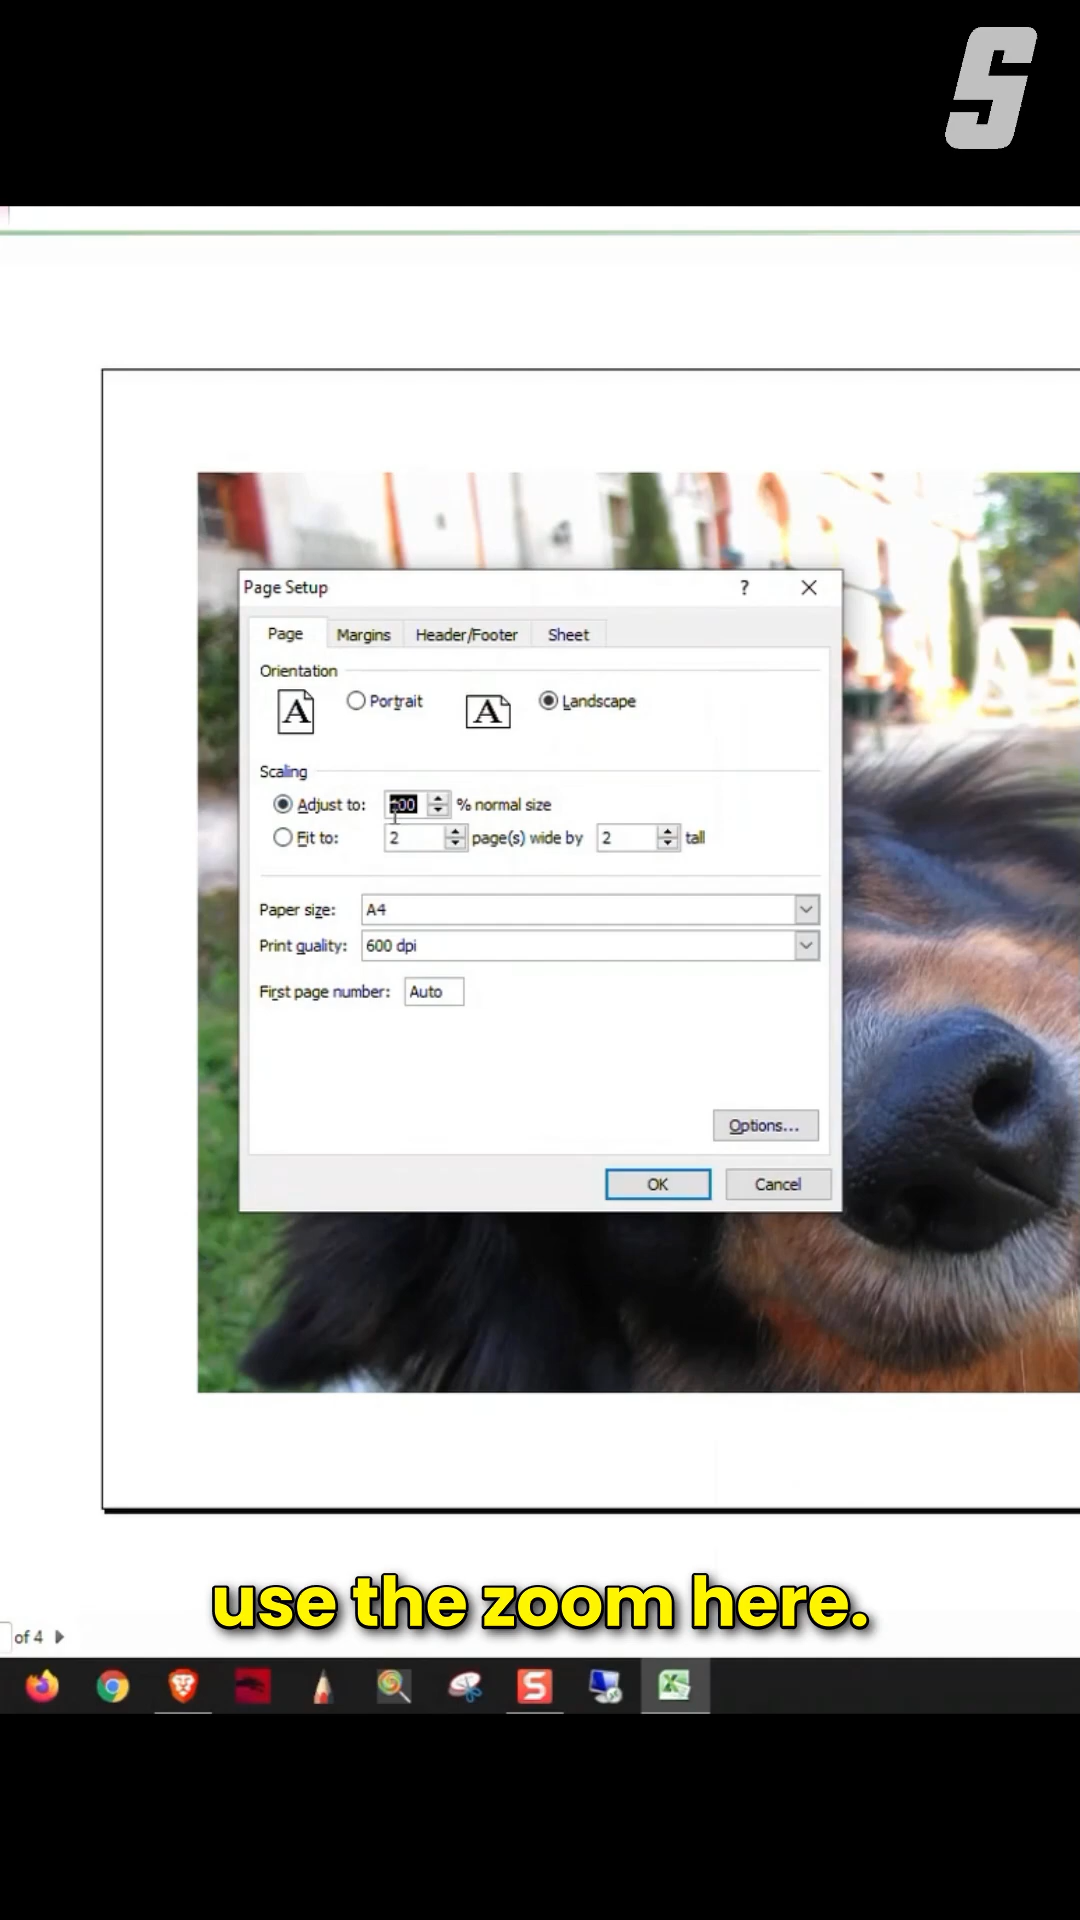 S
Page Setup ?
Page Margins Header/Footer Sheet
Orientation
A Portrait A Landscape
Scaling
Adjust to: 100 % normal size
Fit to: 2 page(s) wide by 2 tall
Paper size: A4
Print quality: 600 dpi
First page number: Auto
Options...
OK Cancel
use the zoom here.
of 4
S